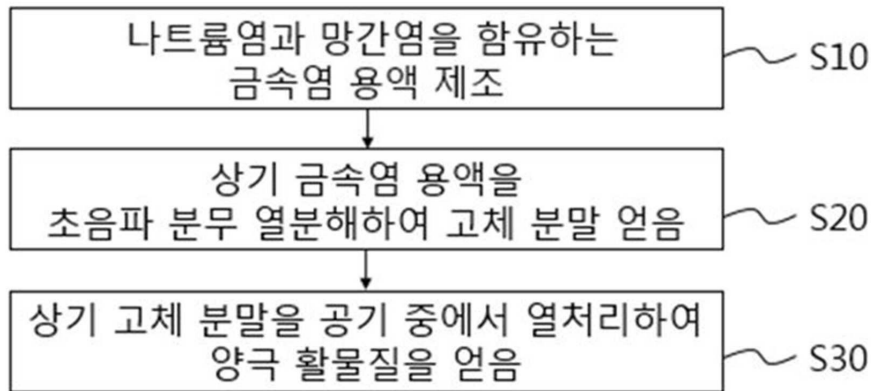 나트륨염과 망간염을 함유하는
금속염 용액 제조
S10
상기 금속염 용액을
초음파 분무 열분해하여 고체 분말 얻음
S20
상기 고체 분말을 공기 중에서 열처리하여
양극 활물질을 얻음
S30